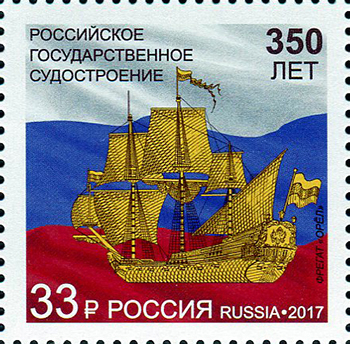 РОССИЙСКОЕ
ГОСУДАРСТВЕННОЕ
СУДОСТРОЕНИЕ
350
ЛЕТ
ФРЕГАТ «ОРЁЛ»
33₽ РОССИЯ RUSSIA•2017